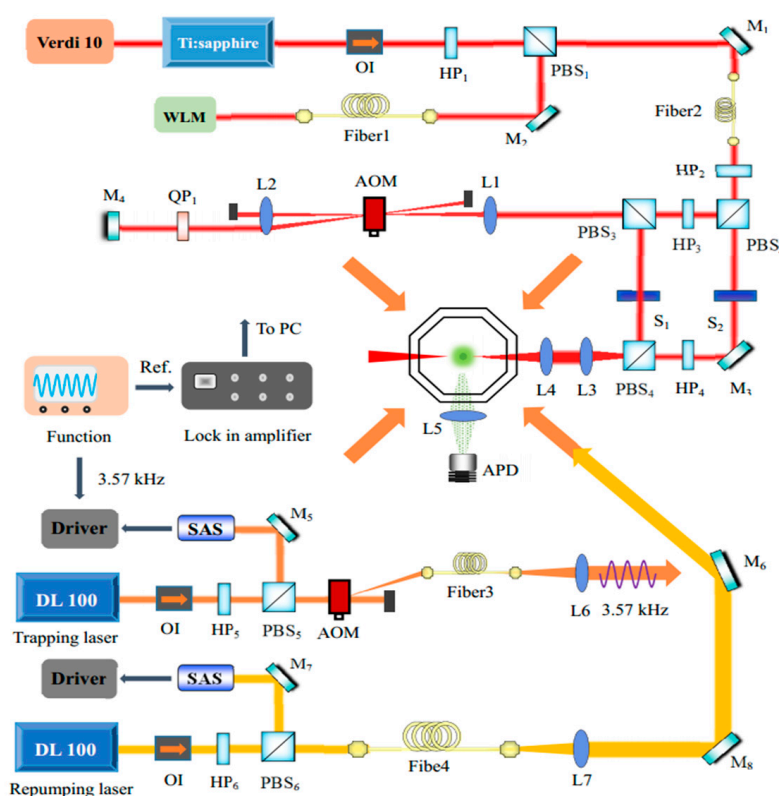 M₁
Verdi 10
Ti:sapphire
OI
HP₁
PBS₁
WLM
Fiber1
M₂
Fiber2
HP₂
M₄
QP₁
L2
AOM
L1
PBS₃
HP₃
PBS
S₁
S₂
To PC
Ref.
Function
Lock in amplifier
L4
L3
PBS₄
HP₄
M₃
L5
APD
3.57 kHz
Driver
SAS
M₅
DL 100
Trapping laser
OI
HP₅
PBS₅
AOM
Fiber3
L6
3.57 kHz
M₆
Driver
SAS
M₇
DL 100
Repumping laser
OI
HP₆
PBS₆
Fibe4
L7
M₈